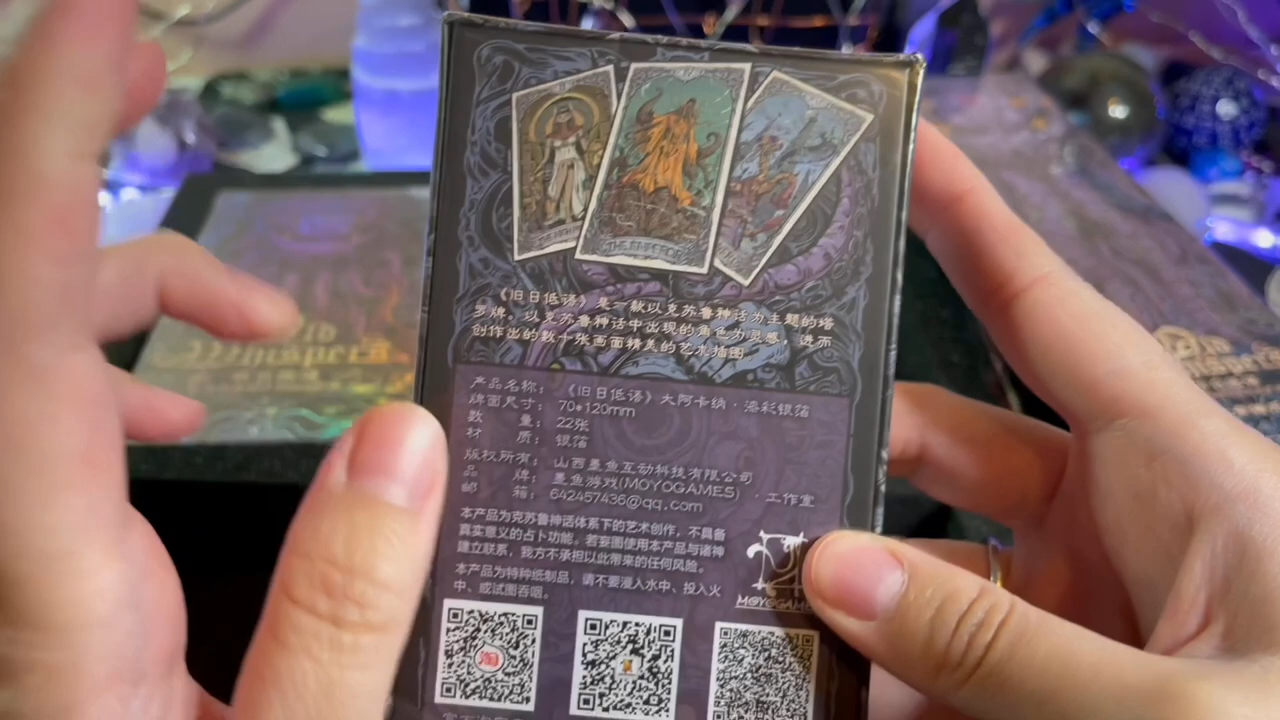 THE EMPEROR
《旧日低语》是一款以克苏鲁神话为主题的塔
罗牌。以克苏鲁神话中出现的角色为灵感，进而
创作出的数十张画面精美的艺术插图
产品名称： 《旧日低语》大阿卡纳·漆彩银箔
牌面尺寸： 70*120mm
数 量： 22张
材 质： 银箔
版权所有： 山西墨鱼互动科技有限公司
品 牌： 墨鱼游戏(MOYOGAMES) ·工作室
邮 箱： 642457436@qq.com
本产品为克苏鲁神话体系下的艺术创作，不具备
真实意义的占卜功能。若妄图使用本产品与诸神
建立联系，我方不承担以此带来的任何风险。
本产品为特种纸制品，请不要浸入水中、投入火
中、或试图吞咽。
MOYOGAME
淘
Old
Whispers